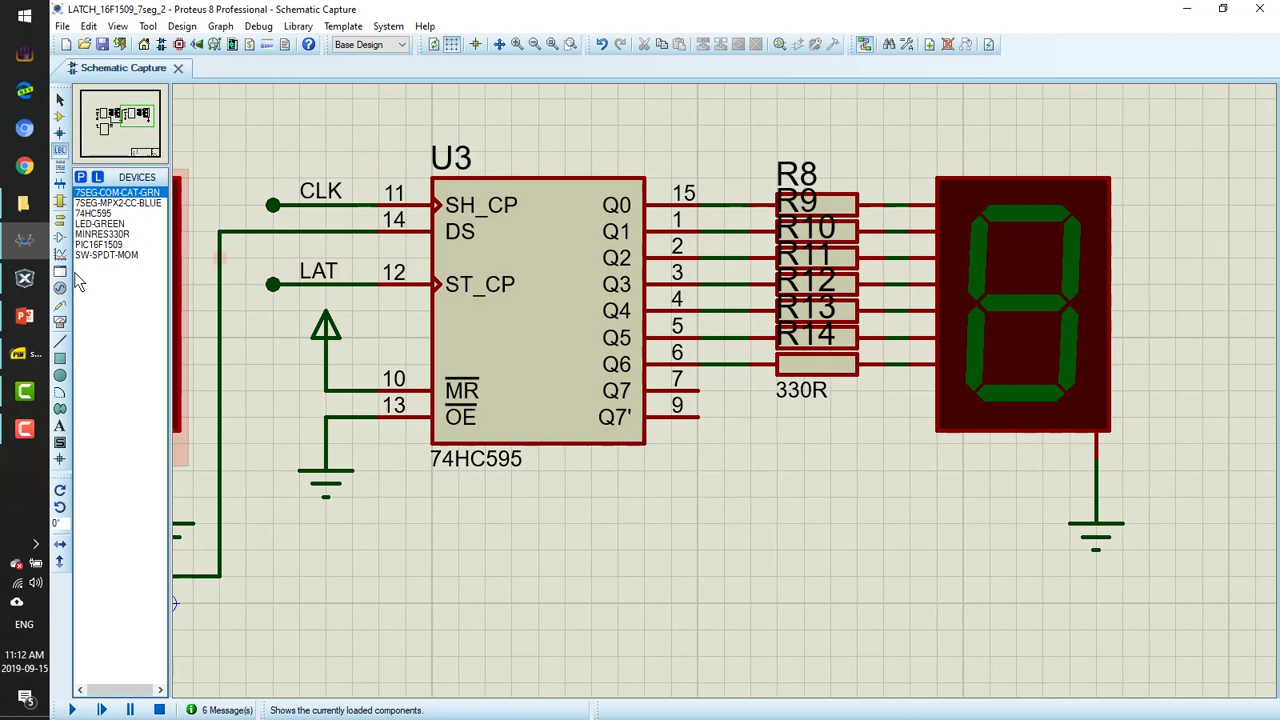 LATCH_16F1509_7seg_2 - Proteus 8 Professional - Schematic Capture
File Edit View Tool Design Graph Debug Library Template System Help
Base Design
Schematic Capture
LBL
P L DEVICES
7SEG-COM-CAT-GRN
7SEG-MPX2-CC-BLUE
74HC595
LED-GREEN
MINRES330R
PIC16F1509
SW-SPDT-MOM
U3
CLK 11 SH_CP Q0 15 R8
14 DS Q1 1 R9
Q2 2 R10
LAT 12 ST_CP Q3 3 R11
Q4 4 R12
Q5 5 R13
Q6 6 R14
10 MR Q7 7 330R
13 OE Q7' 9
74HC595
0°
ENG
11:12 AM
2019-09-15
5
6 Message(s) Shows the currently loaded components.